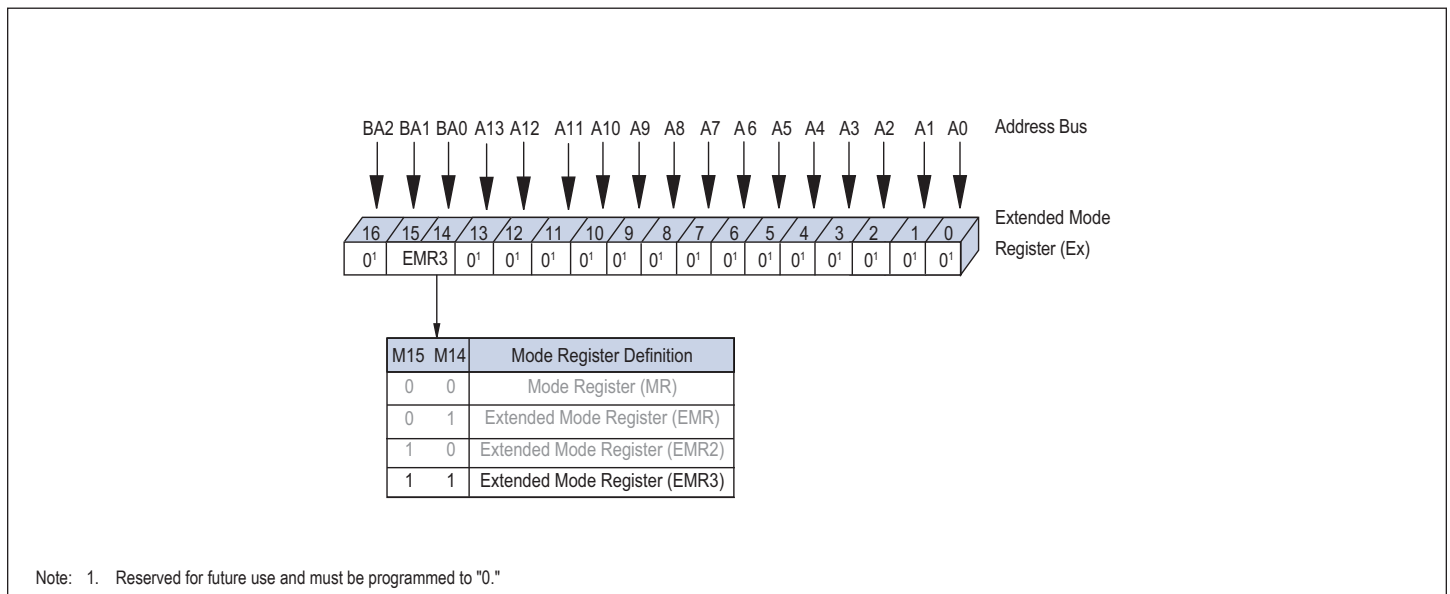 BA2 BA1 BA0 A13 A12 A11 A10 A9 A8 A7 A6 A5 A4 A3 A2 A1 A0 Address Bus
16 15 14 13 12 11 10 9 8 7 6 5 4 3 2 1 0 Extended Mode
0¹ EMR3 0¹ 0¹ 0¹ 0¹ 0¹ 0¹ 0¹ 0¹ 0¹ 0¹ 0¹ 0¹ 0¹ 0¹ Register (Ex)
M15 M14 Mode Register Definition
0 0 Mode Register (MR)
0 1 Extended Mode Register (EMR)
1 0 Extended Mode Register (EMR2)
1 1 Extended Mode Register (EMR3)
Note: 1. Reserved for future use and must be programmed to "0."